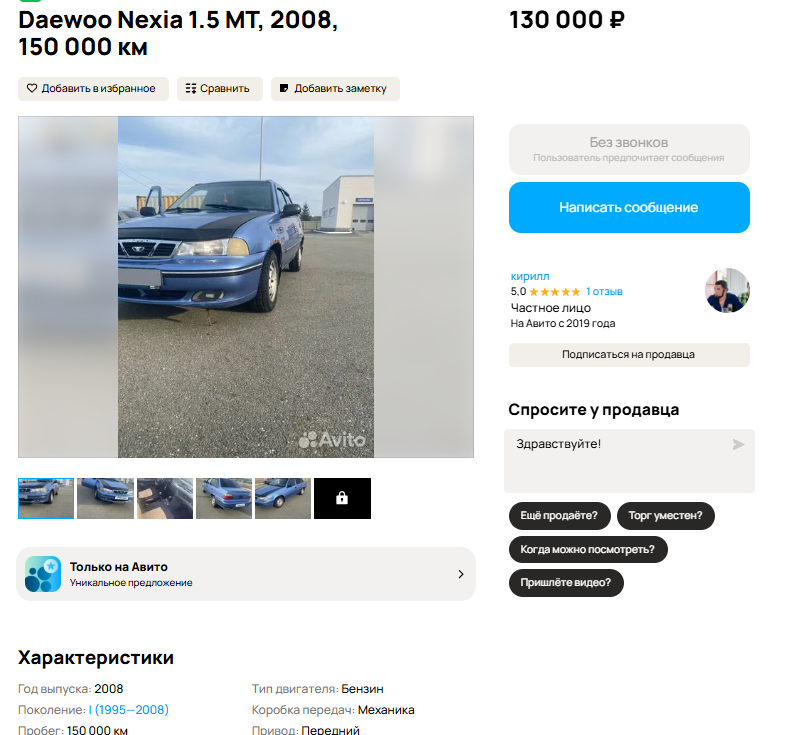 Daewoo Nexia 1.5 MT, 2008,
150 000 км
130 000 ₽
Добавить в избранное
Сравнить
Добавить заметку
Без звонков
Пользователь предпочитает сообщения
Написать сообщение
Avito
кирилл
5,0 ★★★★★ 1 отзыв
Частное лицо
На Авито с 2019 года
Подписаться на продавца
Спросите у продавца
Здравствуйте!
Ещё продаёте?
Торг уместен?
Когда можно посмотреть?
Пришлёте видео?
Только на Авито
Уникальное предложение
Характеристики
Год выпуска: 2008
Поколение: I (1995—2008)
Пробег: 150 000 км
Тип двигателя: Бензин
Коробка передач: Механика
Привод: Передний